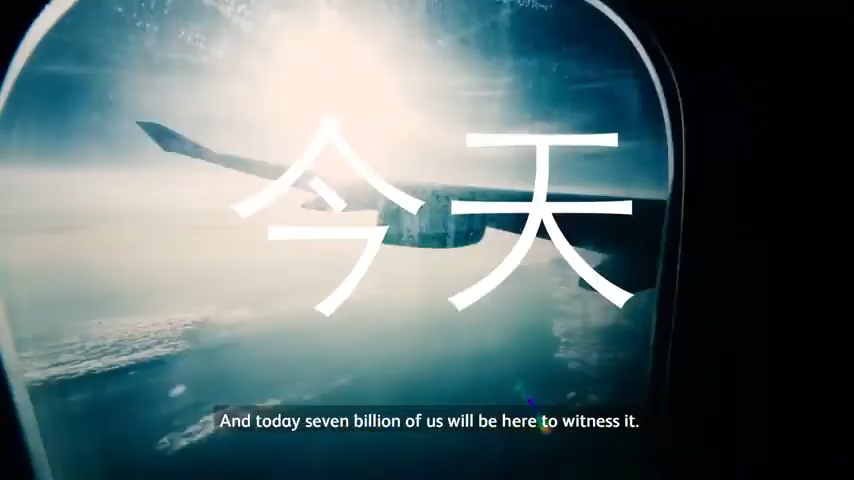 今天
And today seven billion of us will be here to witness it.